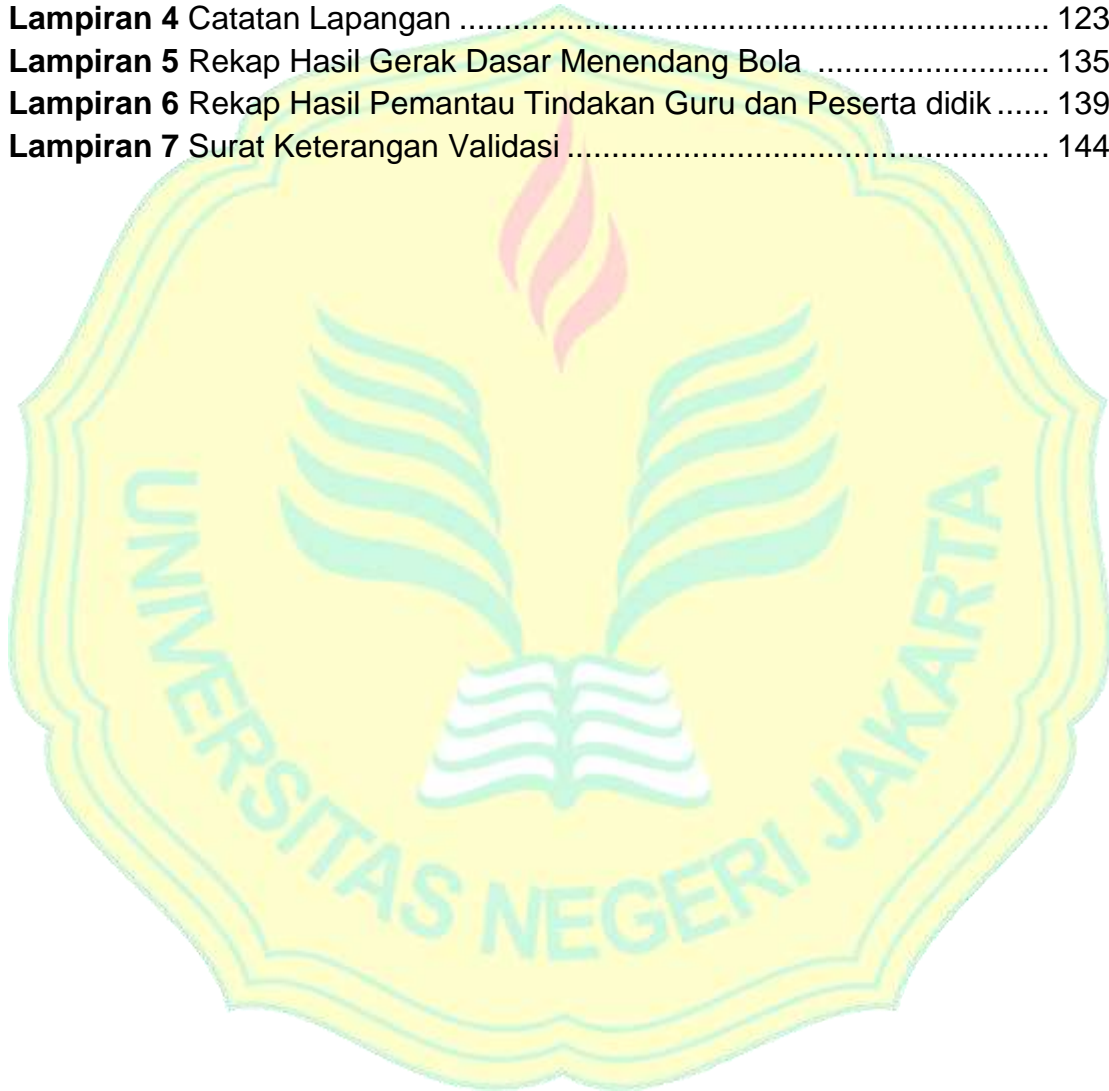 Lampiran 4 Catatan Lapangan ....................................................... 123
Lampiran 5 Rekap Hasil Gerak Dasar Menendang Bola .......................... 135
Lampiran 6 Rekap Hasil Pemantau Tindakan Guru dan Peserta didik ...... 139
Lampiran 7 Surat Keterangan Validasi ............................................. 144
UNIVERSITAS NEGERI JAKARTA